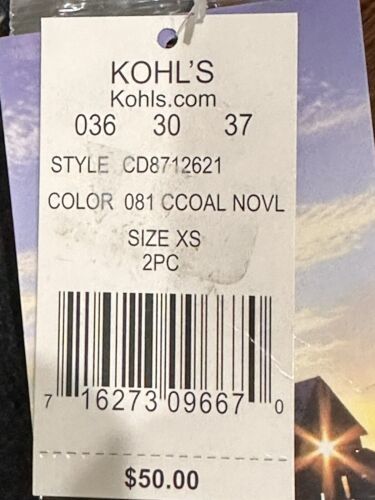 KOHL'S
Kohls.com
036 30 37
STYLE CD8712621
COLOR 081 CCOAL NOVL
SIZE XS
2PC
7 16273 09667 0
$50.00